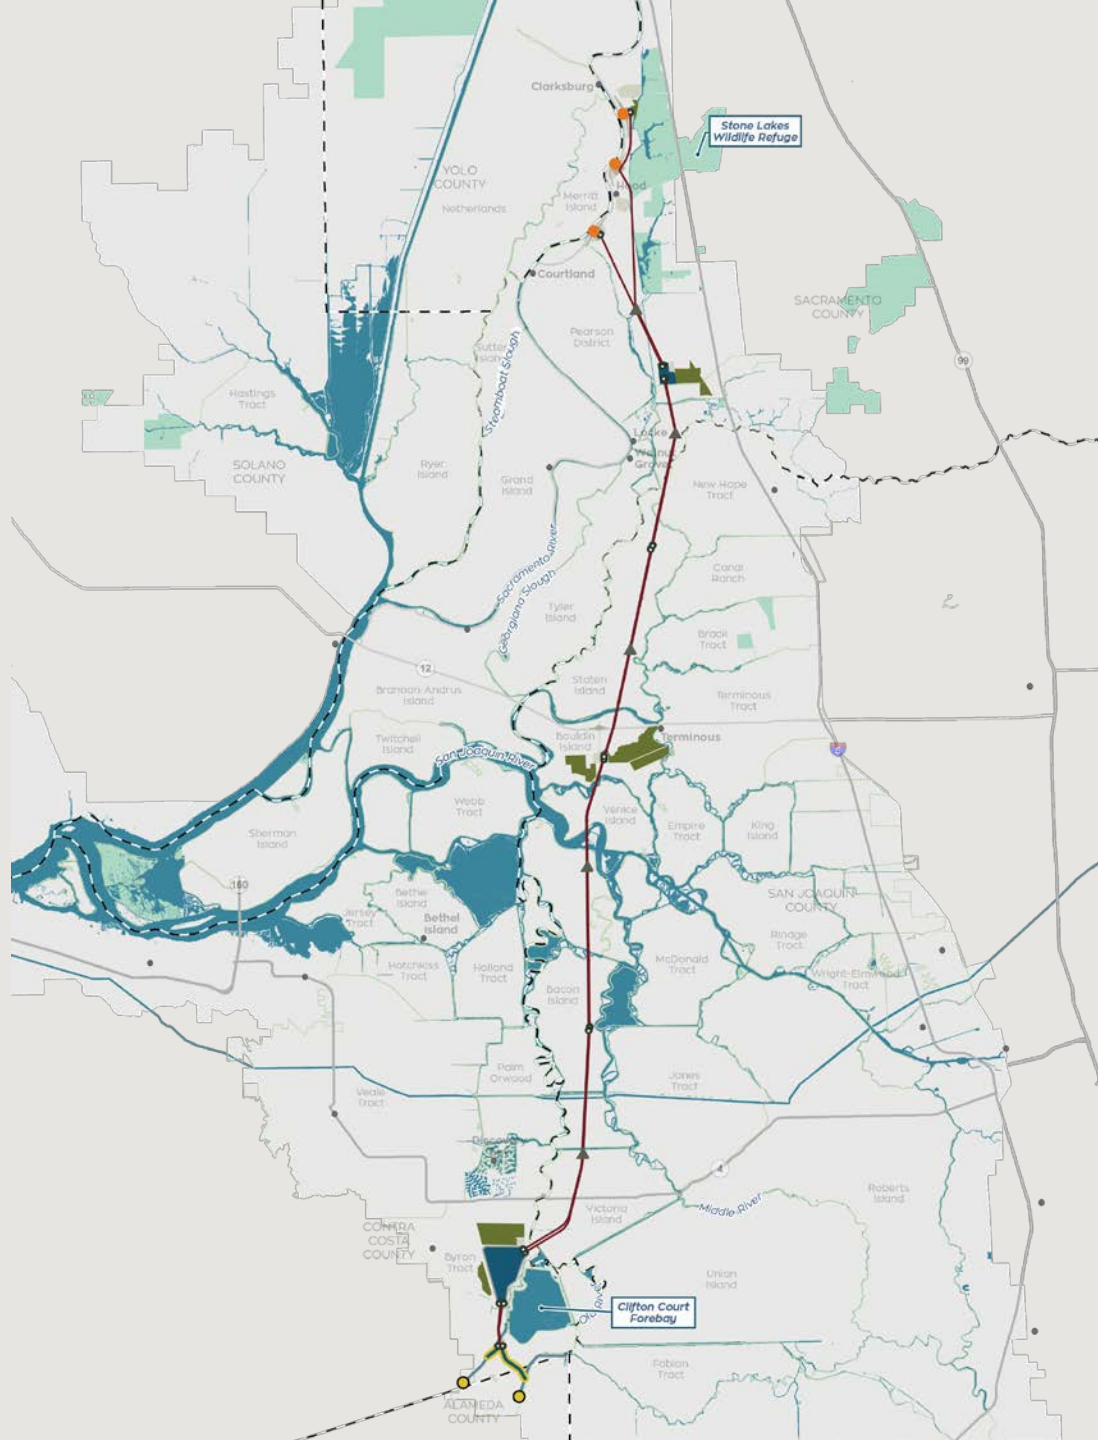 Clarksburg
Stone Lakes
Wildlife Refuge
YOLO
COUNTY
Netherlands
Merritt
Island
Hood
Courtland
SACRAMENTO
COUNTY
Pearson
District
Sutter
Island
Steamboat Slough
99
Hastings
Tract
Locke
Walnut
Grove
SOLANO
COUNTY
Ryer
Island
Grand
Island
New Hope
Tract
Sacramento River
Georgiana Slough
Canal
Ranch
Tyler
Island
Brack
Tract
12
Staten
Island
Brannan-Andrus
Island
Terminous
Tract
Twitchell
Island
Bouldin
Island
Terminous
San Joaquin River
5
Webb
Tract
Venice
Island
Empire
Tract
King
Island
Sherman
Island
160
Bethel
Island
SAN JOAQUIN
COUNTY
Jersey
Tract
Bethel
Island
Rindge
Tract
Hotchkiss
Tract
Holland
Tract
McDonald
Tract
Wright-Elmwood
Tract
Bacon
Island
Palm
Orwood
Jones
Tract
Veale
Tract
4
Roberts
Island
Middle River
Victoria
Island
CONTRA
COSTA
COUNTY
Byron
Tract
Union
Island
Clifton Court
Forebay
Old River
Fabian
Tract
ALAMEDA
COUNTY